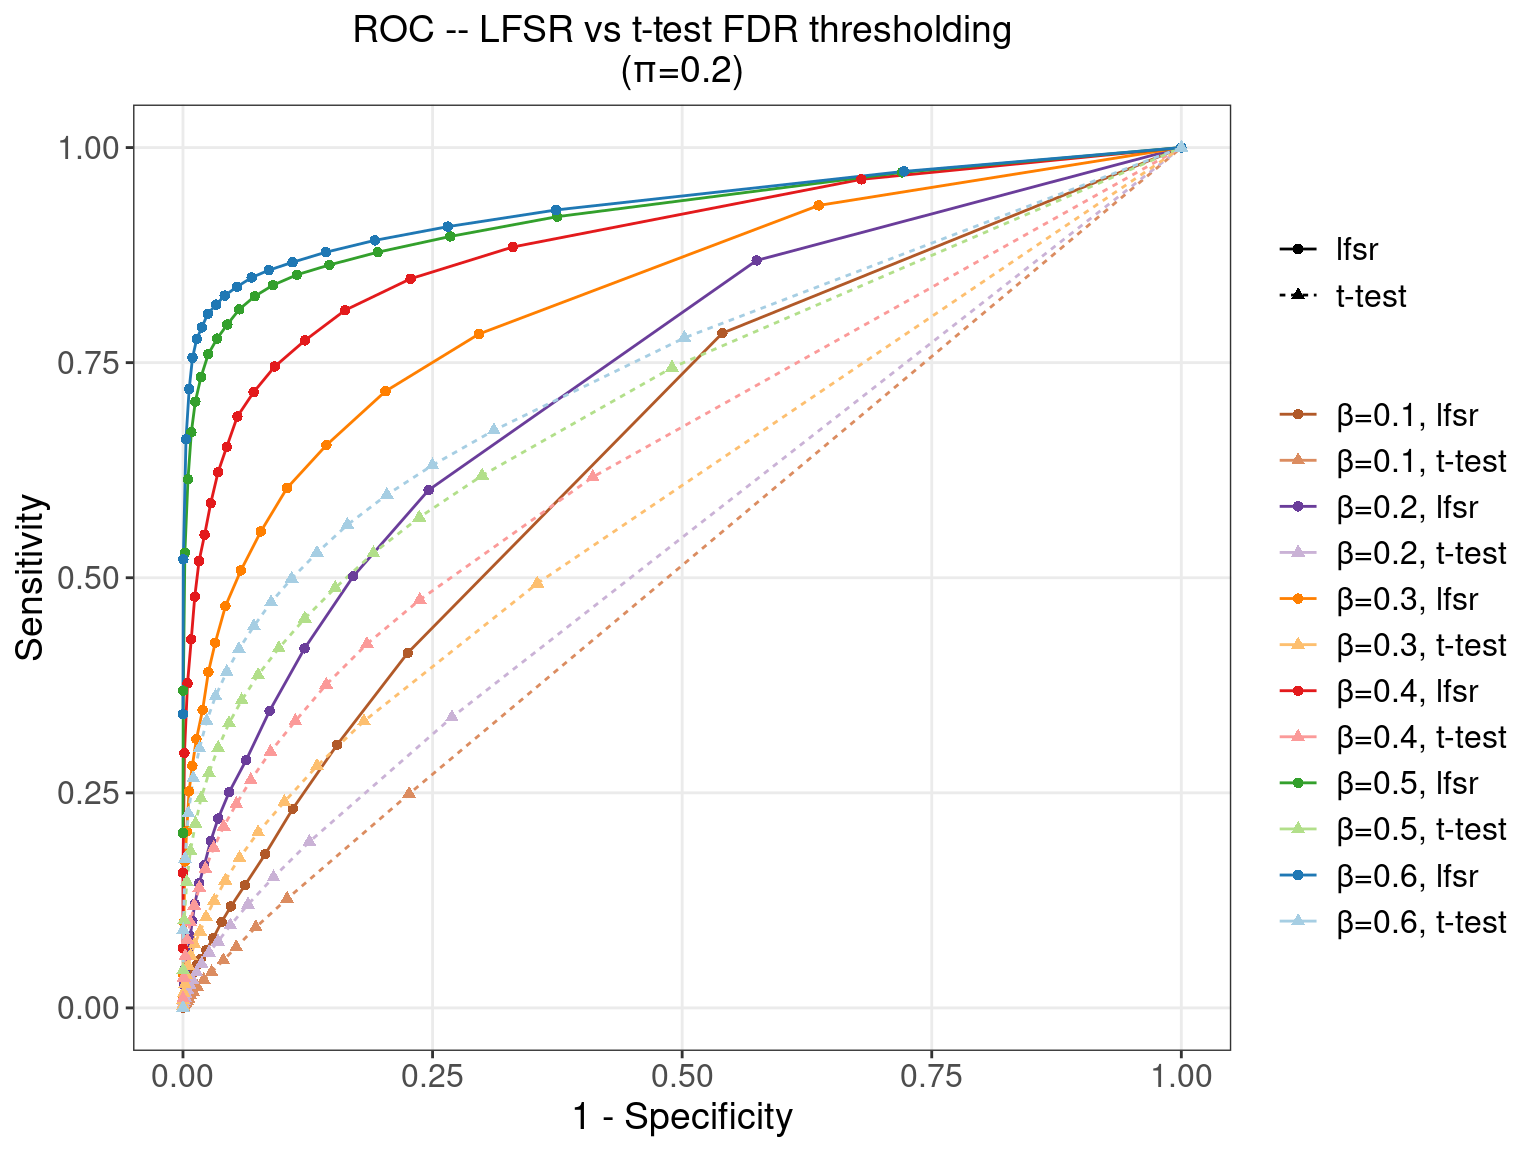 ROC -- LFSR vs t-test FDR thresholding
(π=0.2)
1.00
0.75
0.50
0.25
0.00
Sensitivity
0.00 0.25 0.50 0.75 1.00
1 - Specificity
lfsr
t-test
β=0.1, lfsr
β=0.1, t-test
β=0.2, lfsr
β=0.2, t-test
β=0.3, lfsr
β=0.3, t-test
β=0.4, lfsr
β=0.4, t-test
β=0.5, lfsr
β=0.5, t-test
β=0.6, lfsr
β=0.6, t-test